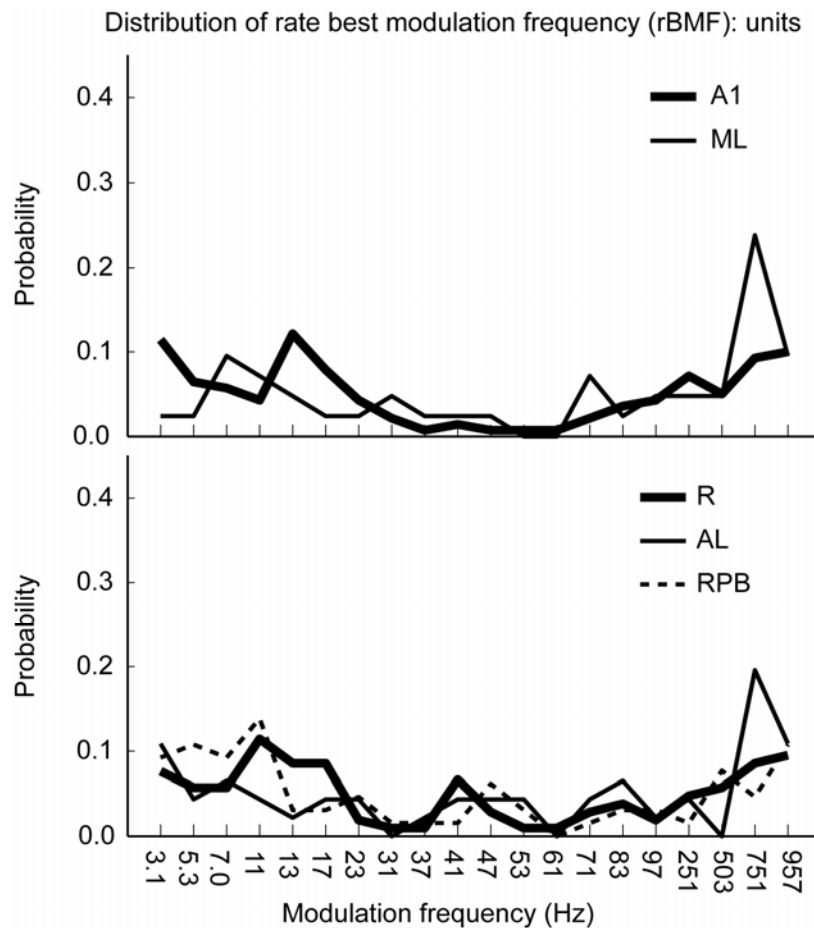 Distribution of rate best modulation frequency (rBMF): units
Probability
0.4
0.3
0.2
0.1
0.0
A1
ML
Probability
0.4
0.3
0.2
0.1
0.0
R
AL
RPB
3.1 5.3 7.0 11 13 17 23 31 37 41 47 53 61 71 83 97 251 503 751 957
Modulation frequency (Hz)